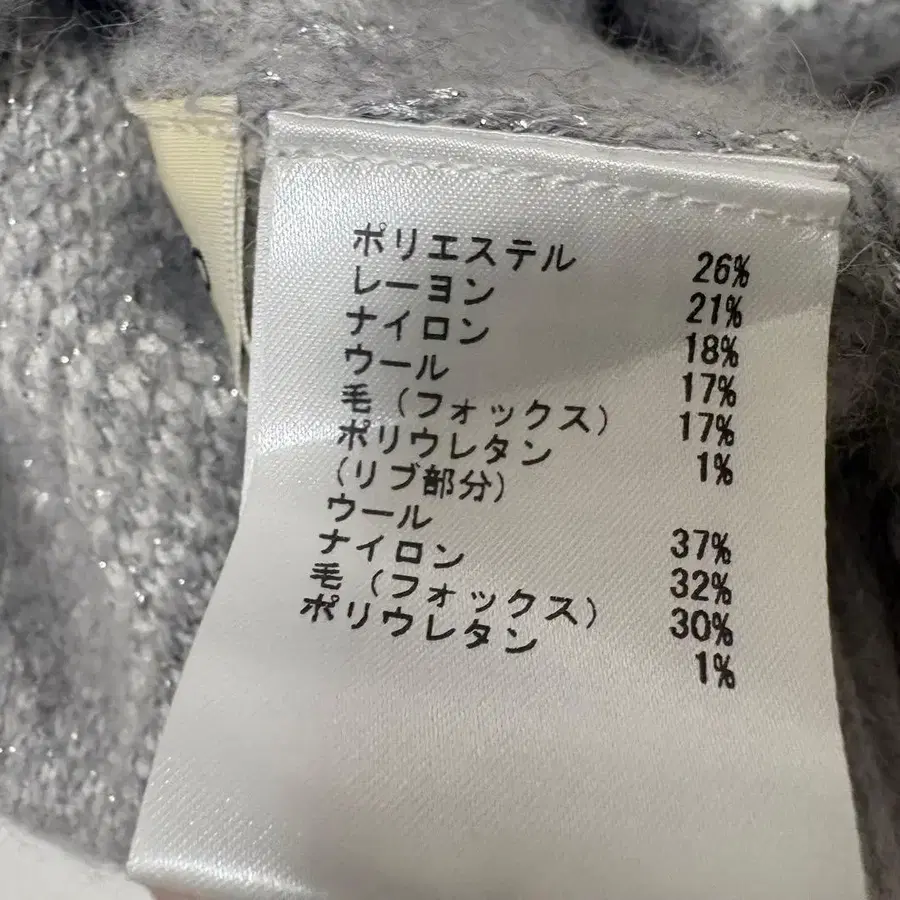 ポリエステル 26%
レーヨン 21%
ナイロン 18%
ウール 17%
毛(フォックス) 17%
ポリウレタン 1%
(リブ部分)
ウール 37%
ナイロン 32%
毛(フォックス) 30%
ポリウレタン 1%